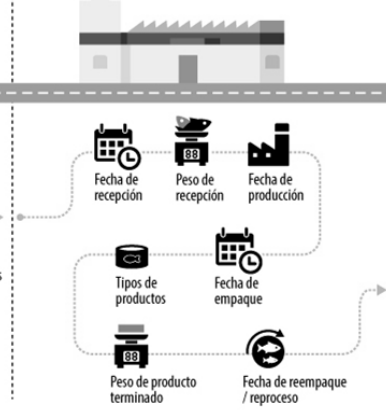 Fecha de
recepción
Peso de
recepción
Fecha de
producción
Tipos de
productos
Fecha de
empaque
Peso de producto
terminado
Fecha de reempaque
/ reproceso